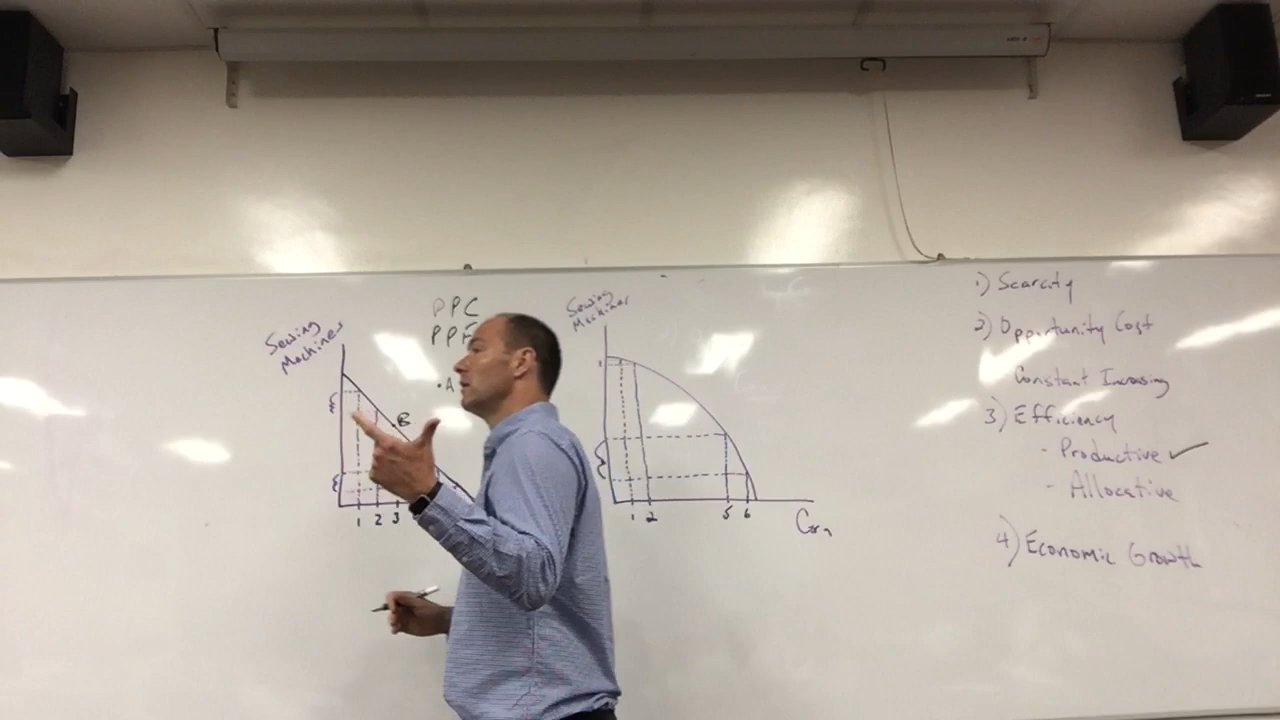 Sewing
Machines
PPC
PPF
.A
B
1 2 3
Sewing
Machines
1 2 5 6
Corn
1) Scarcity
2) Opportunity Cost
Constant Increasing
3) Efficiency
- Productive ✓
- Allocative
4) Economic Growth